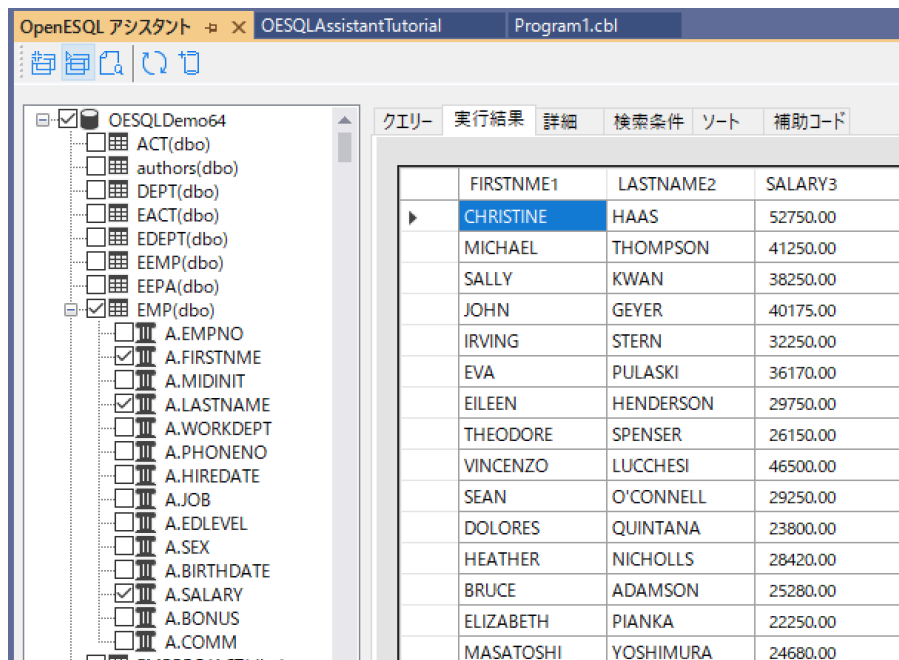 OpenESQL アシスタント OESQLAssistantTutorial Program1.cbl
OESQLDemo64
ACT(dbo)
authors(dbo)
DEPT(dbo)
EACT(dbo)
EDEPT(dbo)
EEMP(dbo)
EEPA(dbo)
EMP(dbo)
A.EMPNO
A.FIRSTNME
A.MIDINIT
A.LASTNAME
A.WORKDEPT
A.PHONENO
A.HIREDATE
A.JOB
A.EDLEVEL
A.SEX
A.BIRTHDATE
A.SALARY
A.BONUS
A.COMM
クエリー 実行結果 詳細 検索条件 ソート 補助コード
FIRSTNME1 LASTNAME2 SALARY3
CHRISTINE HAAS 52750.00
MICHAEL THOMPSON 41250.00
SALLY KWAN 38250.00
JOHN GEYER 40175.00
IRVING STERN 32250.00
EVA PULASKI 36170.00
EILEEN HENDERSON 29750.00
THEODORE SPENSER 26150.00
VINCENZO LUCCHESI 46500.00
SEAN O'CONNELL 29250.00
DOLORES QUINTANA 23800.00
HEATHER NICHOLLS 28420.00
BRUCE ADAMSON 25280.00
ELIZABETH PIANKA 22250.00
MASATOSHI YOSHIMURA 24680.00